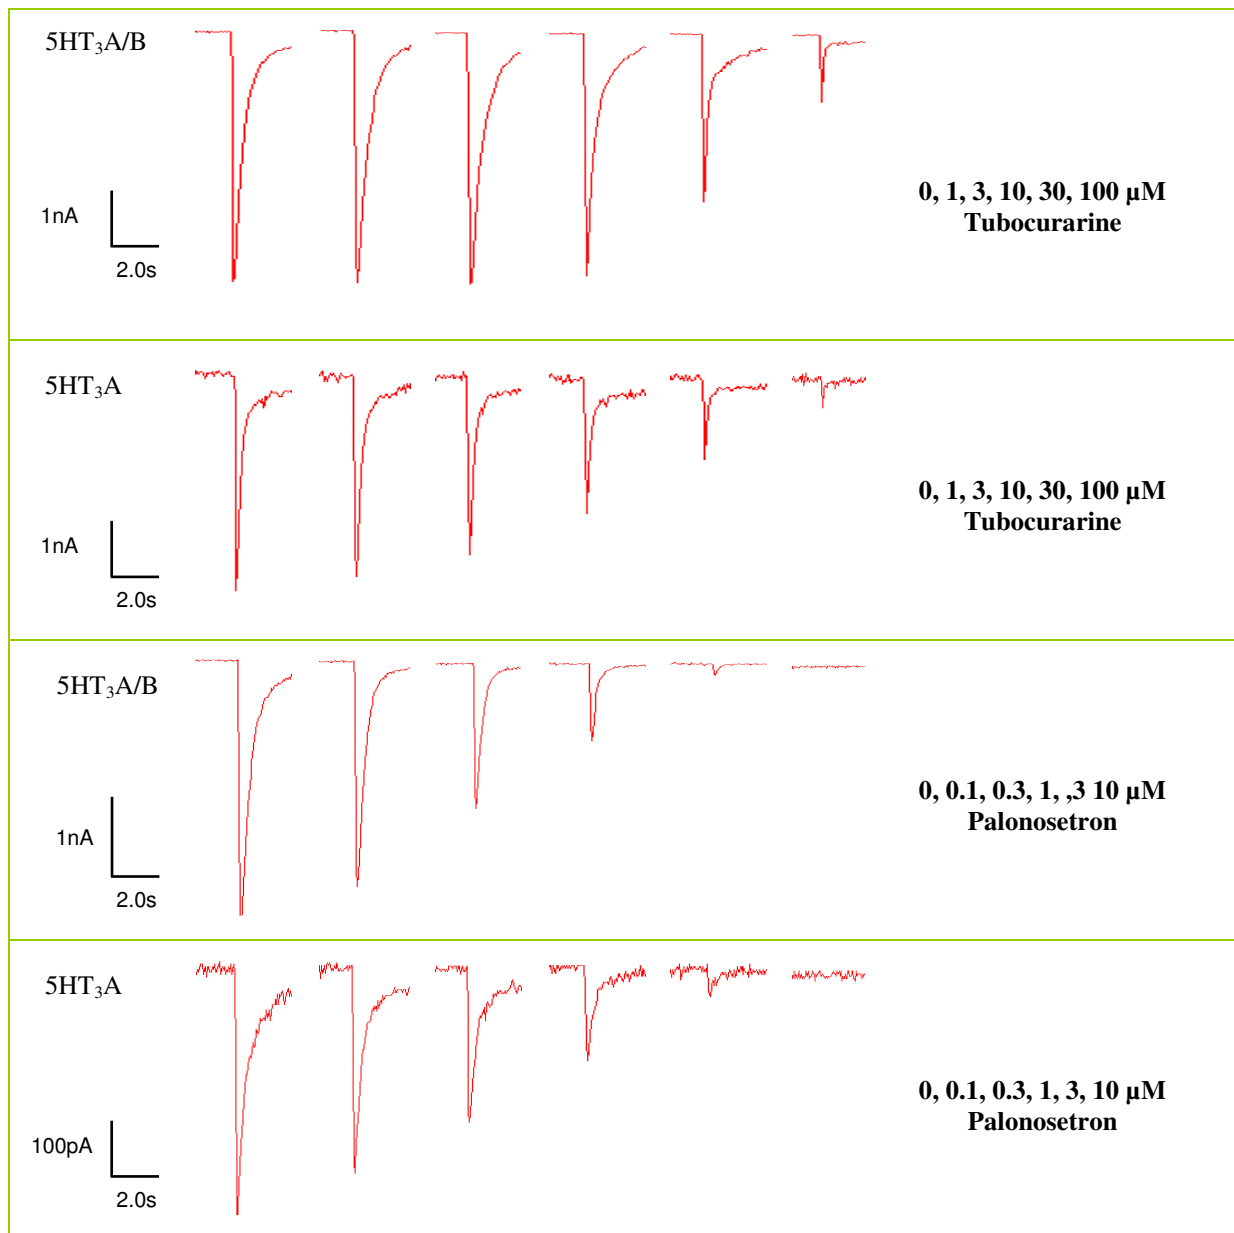 5HT₃A/B
1nA
2.0s
0, 1, 3, 10, 30, 100 µM
Tubocurarine
5HT₃A
1nA
2.0s
0, 1, 3, 10, 30, 100 µM
Tubocurarine
5HT₃A/B
1nA
2.0s
0, 0.1, 0.3, 1, ,3 10 µM
Palonosetron
5HT₃A
100pA
2.0s
0, 0.1, 0.3, 1, 3, 10 µM
Palonosetron